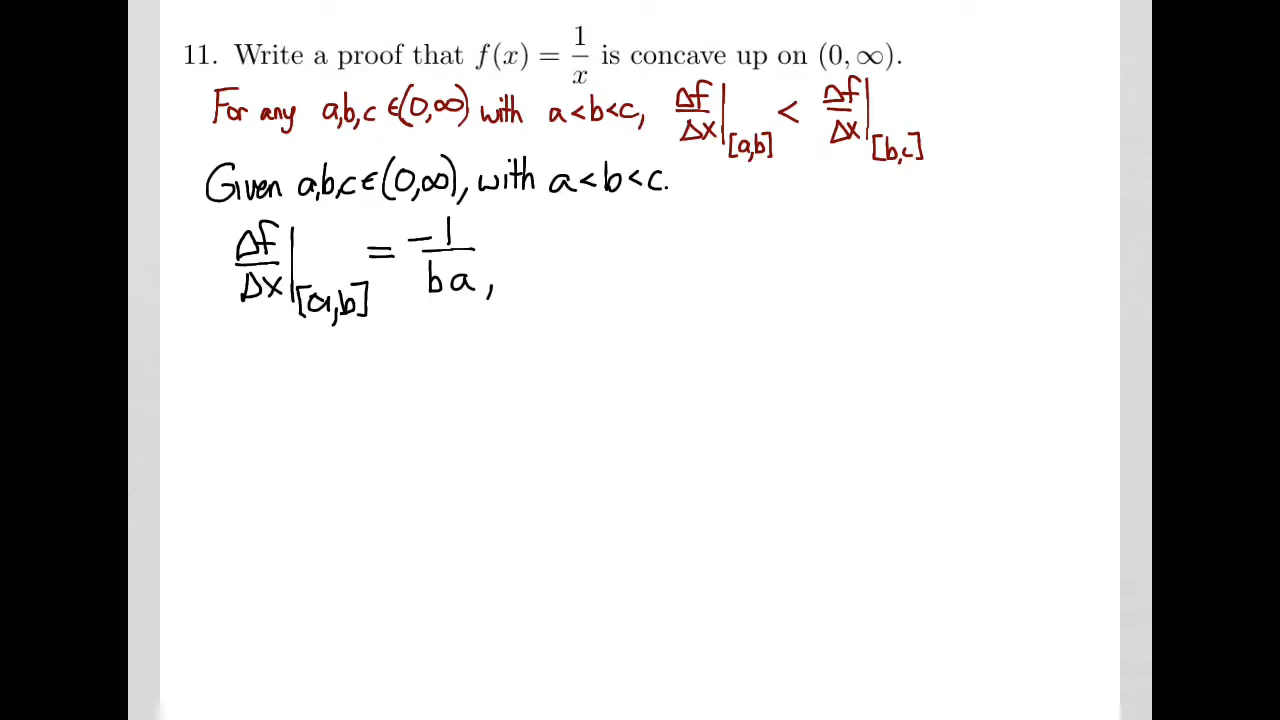 11. Write a proof that f(x) = 1/x is concave up on (0, ∞).
For any a,b,c ∈ (0,∞) with a<b<c, Δf/Δx|[a,b] < Δf/Δx|[b,c]
Given a,b,c ∈ (0,∞), with a<b<c.
Δf/Δx|[a,b] = -1/ba,